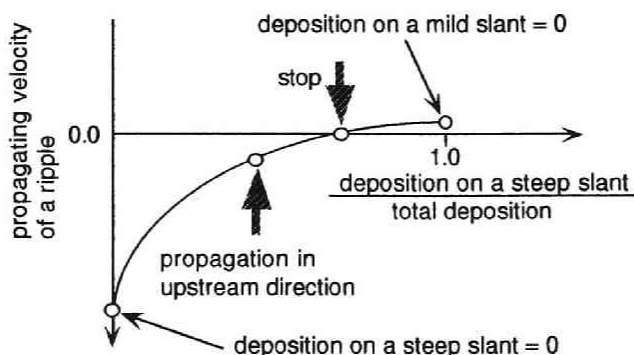 deposition on a mild slant = 0
stop
propagating velocity
of a ripple
0.0
1.0
deposition on a steep slant
total deposition
propagation in
upstream direction
deposition on a steep slant = 0